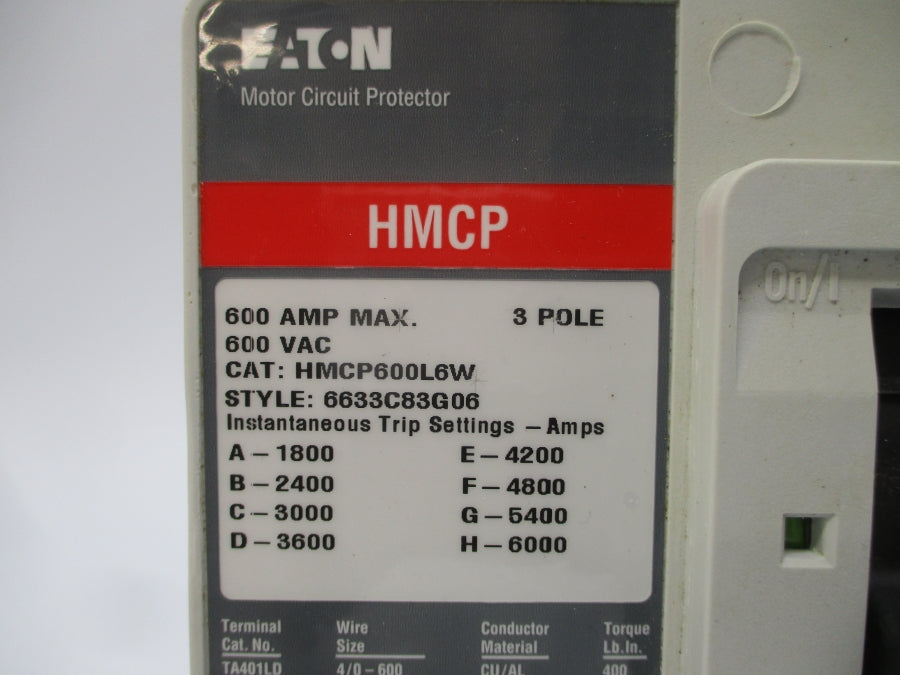 EATON
Motor Circuit Protector
HMCP
On/I
600 AMP MAX. 3 POLE
600 VAC
CAT: HMCP600L6W
STYLE: 6633C83G06
Instantaneous Trip Settings – Amps
A – 1800 E – 4200
B – 2400 F – 4800
C – 3000 G – 5400
D – 3600 H – 6000
Terminal Wire Conductor Torque
Cat. No. Size Material Lb.In.
TA401LD 4/0 – 600 CU/AL 400